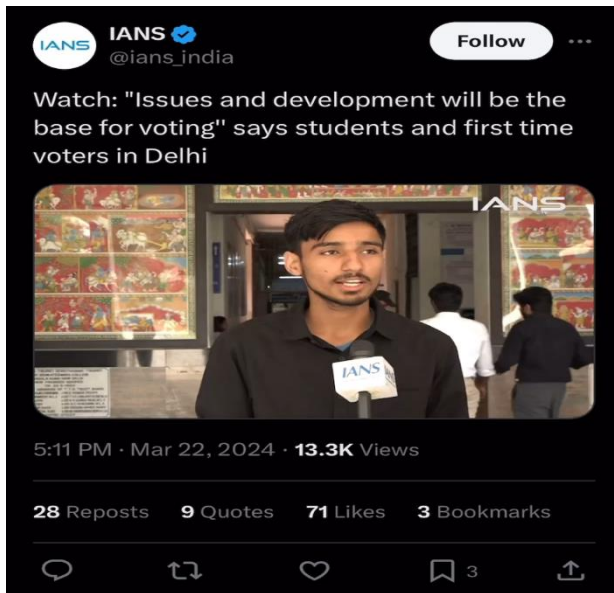 IANS
IANS
@ians_india
Follow
Watch: "Issues and development will be the
base for voting" says students and first time
voters in Delhi
IANS
IANS
5:11 PM · Mar 22, 2024 · 13.3K Views
28 Reposts 9 Quotes 71 Likes 3 Bookmarks
3